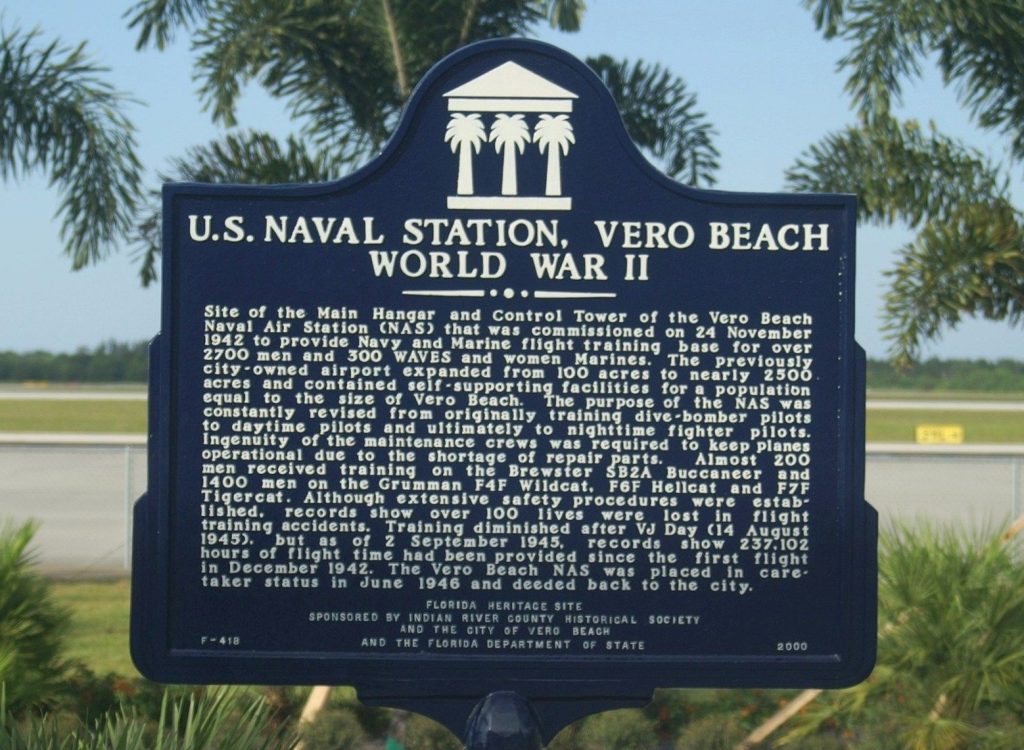 U.S. NAVAL STATION, VERO BEACH
WORLD WAR II
Site of the Main Hangar and Control Tower of the Vero Beach
Naval Air Station (NAS) that was commissioned on 24 November
1942 to provide Navy and Marine flight training base for over
2700 men and 300 WAVES and women Marines. The previously
city-owned airport expanded from 100 acres to nearly 2500
acres and contained self-supporting facilities for a population
equal to the size of Vero Beach. The purpose of the NAS was
constantly revised from originally training dive-bomber pilots
to daytime pilots and ultimately to nighttime fighter pilots.
Ingenuity of the maintenance crews was required to keep planes
operational due to the shortage of repair parts. Almost 200
men received training on the Brewster SB2A Buccaneer and
1400 men on the Grumman F4F Wildcat, F6F Hellcat and F7F
Tigercat. Although extensive safety procedures were estab-
lished, records show over 100 lives were lost in flight
training accidents. Training diminished after VJ Day (14 August
1945), but as of 2 September 1945, records show 237,102
hours of flight time had been provided since the first flight
in December 1942. The Vero Beach NAS was placed in care-
taker status in June 1946 and deeded back to the city.
FLORIDA HERITAGE SITE
SPONSORED BY INDIAN RIVER COUNTY HISTORICAL SOCIETY
AND THE CITY OF VERO BEACH
F-418 AND THE FLORIDA DEPARTMENT OF STATE 2000